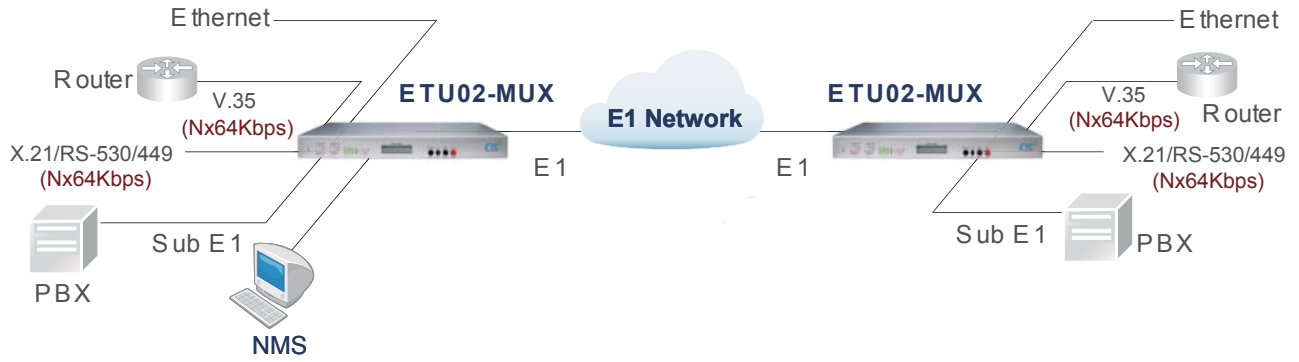 Ethernet
Router
V.35
(Nx64Kbps)
X.21/RS-530/449
(Nx64Kbps)
PBX
Sub E1
NMS
ETU02-MUX
E1
E1 Network
E1
ETU02-MUX
Ethernet
V.35
(Nx64Kbps)
Router
X.21/RS-530/449
(Nx64Kbps)
Sub E1
PBX